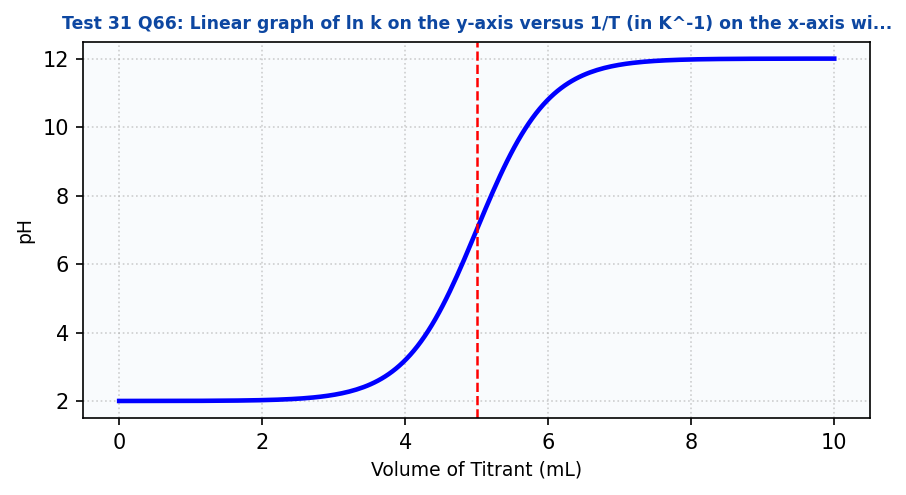 Test 31 Q66: Linear graph of ln k on the y-axis versus 1/T (in K^-1) on the x-axis wi...
12
10
8
6
4
2
pH
0 2 4 6 8 10
Volume of Titrant (mL)